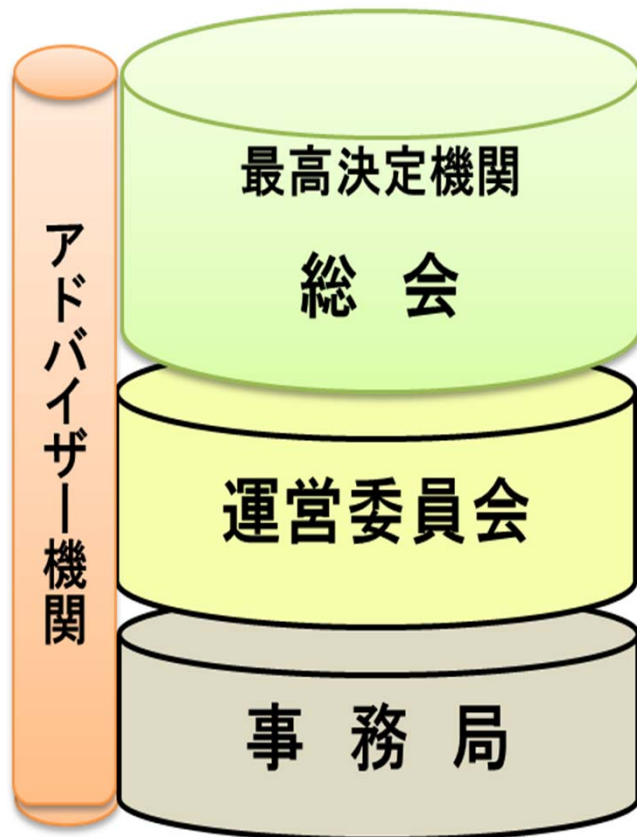 最高決定機関
総会
運営委員会
事務局
アドバイザー機関